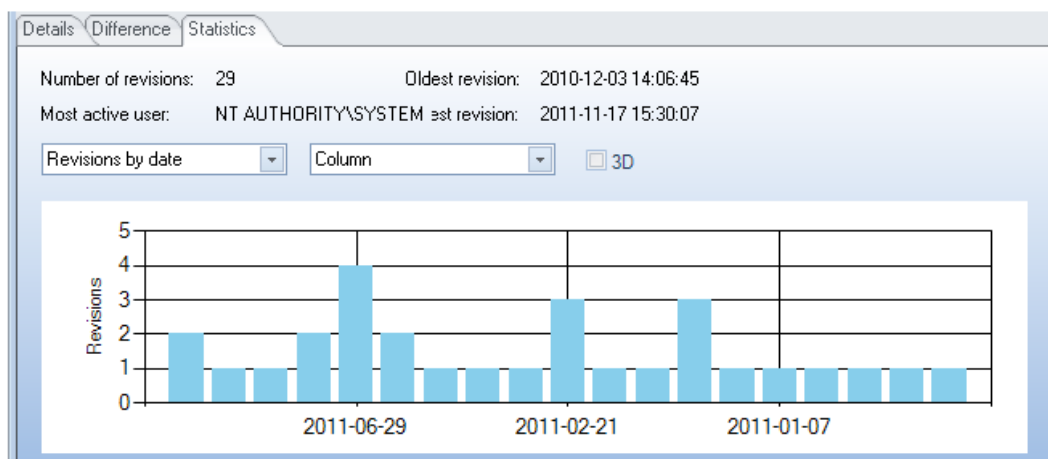 Details Difference Statistics
Number of revisions: 29 Oldest revision: 2010-12-03 14:06:45
Most active user: NT AUTHORITY\SYSTEM est revision: 2011-11-17 15:30:07
Revisions by date Column 3D
5
4
3
2
1
0
Revisions
2011-06-29 2011-02-21 2011-01-07